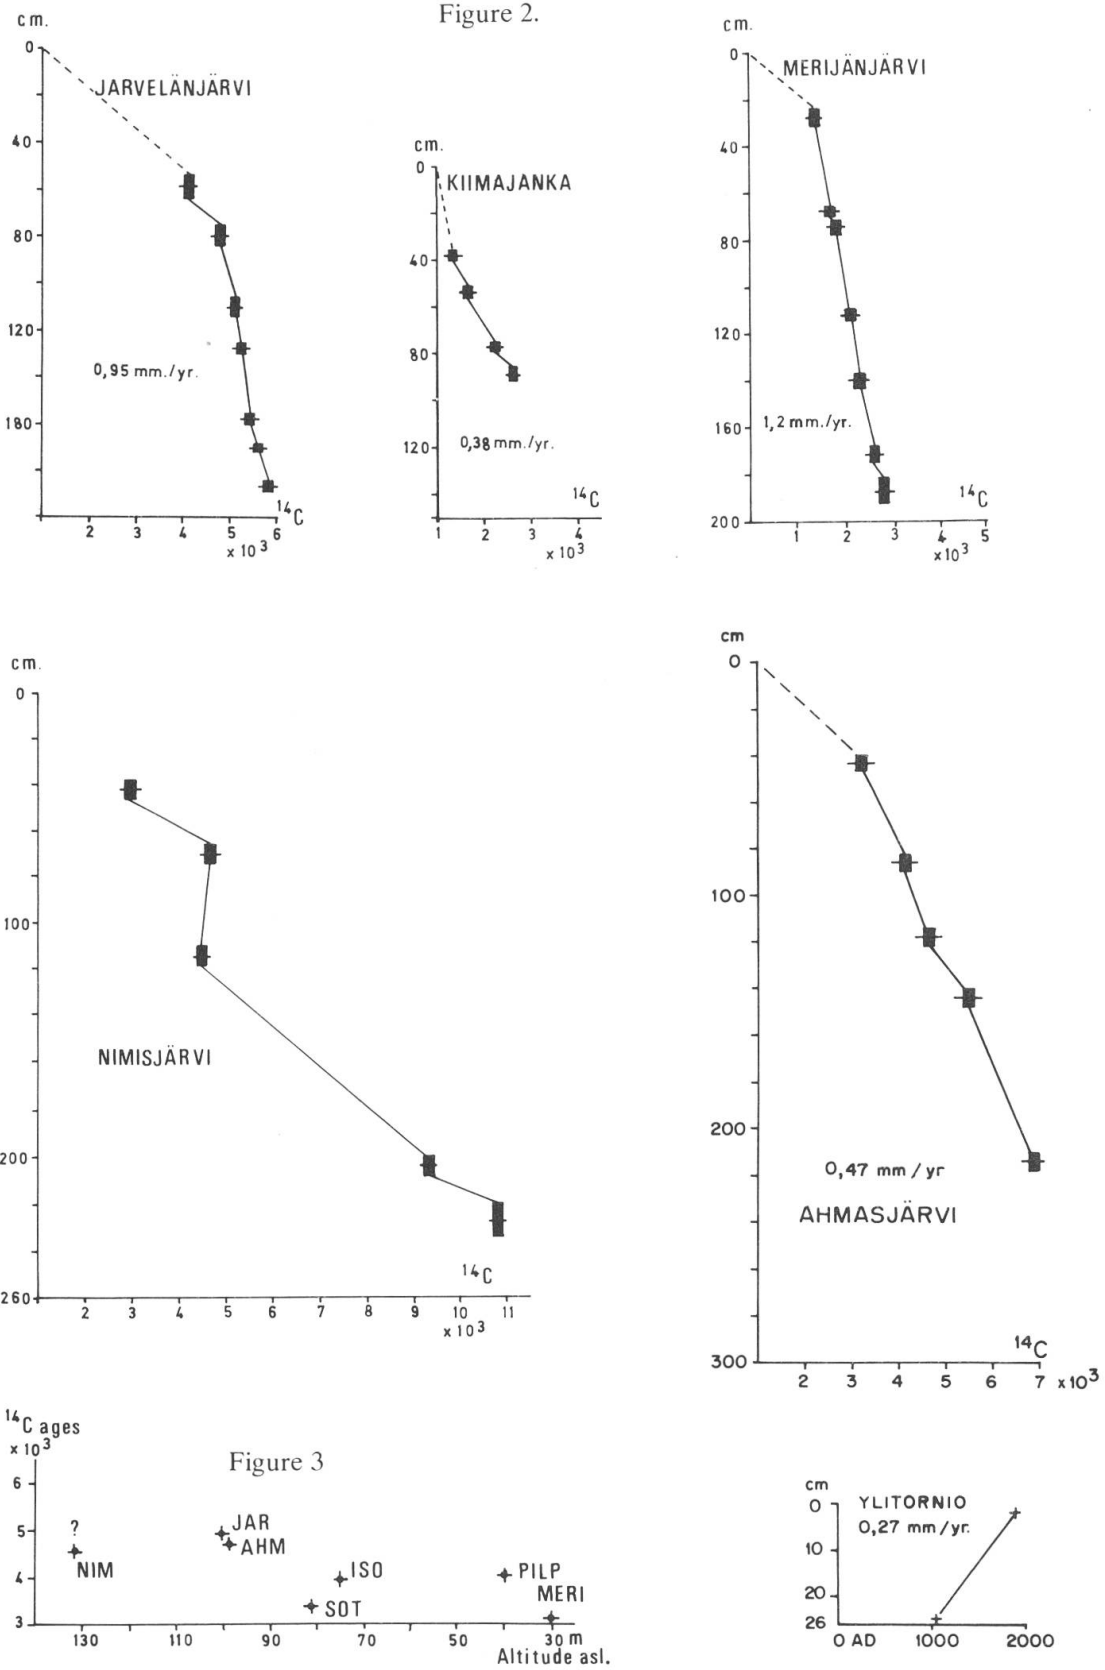 Figure 2.
cm.
0
JARVELÄNJÄRVI
40
80
120
0,95 mm./yr.
180
14C
2 3 4 5 6
x 103
cm.
0
KIIMAJANKA
40
80
120
0,38 mm./yr.
14C
1 2 3 4
x 103
cm.
0
MERIJÄNJÄRVI
40
80
120
160
1,2 mm./yr.
14C
200
1 2 3 4 5
x103
cm.
0
100
NIMISJÄRVI
200
14C
260
2 3 4 5 6 7 8 9 10 11
x 103
cm
0
100
200
0,47 mm/yr
AHMASJÄRVI
14C
300
2 3 4 5 6 7 x103
14C ages
x 103
Figure 3
6
5
4
3
?
NIM
JAR
AHM
ISO
SOT
PILP
MERI
130 110 90 70 50 30 m
Altitude asl.
cm
0
YLITORNIO
0,27 mm/yr.
10
20
26
0 AD 1000 2000